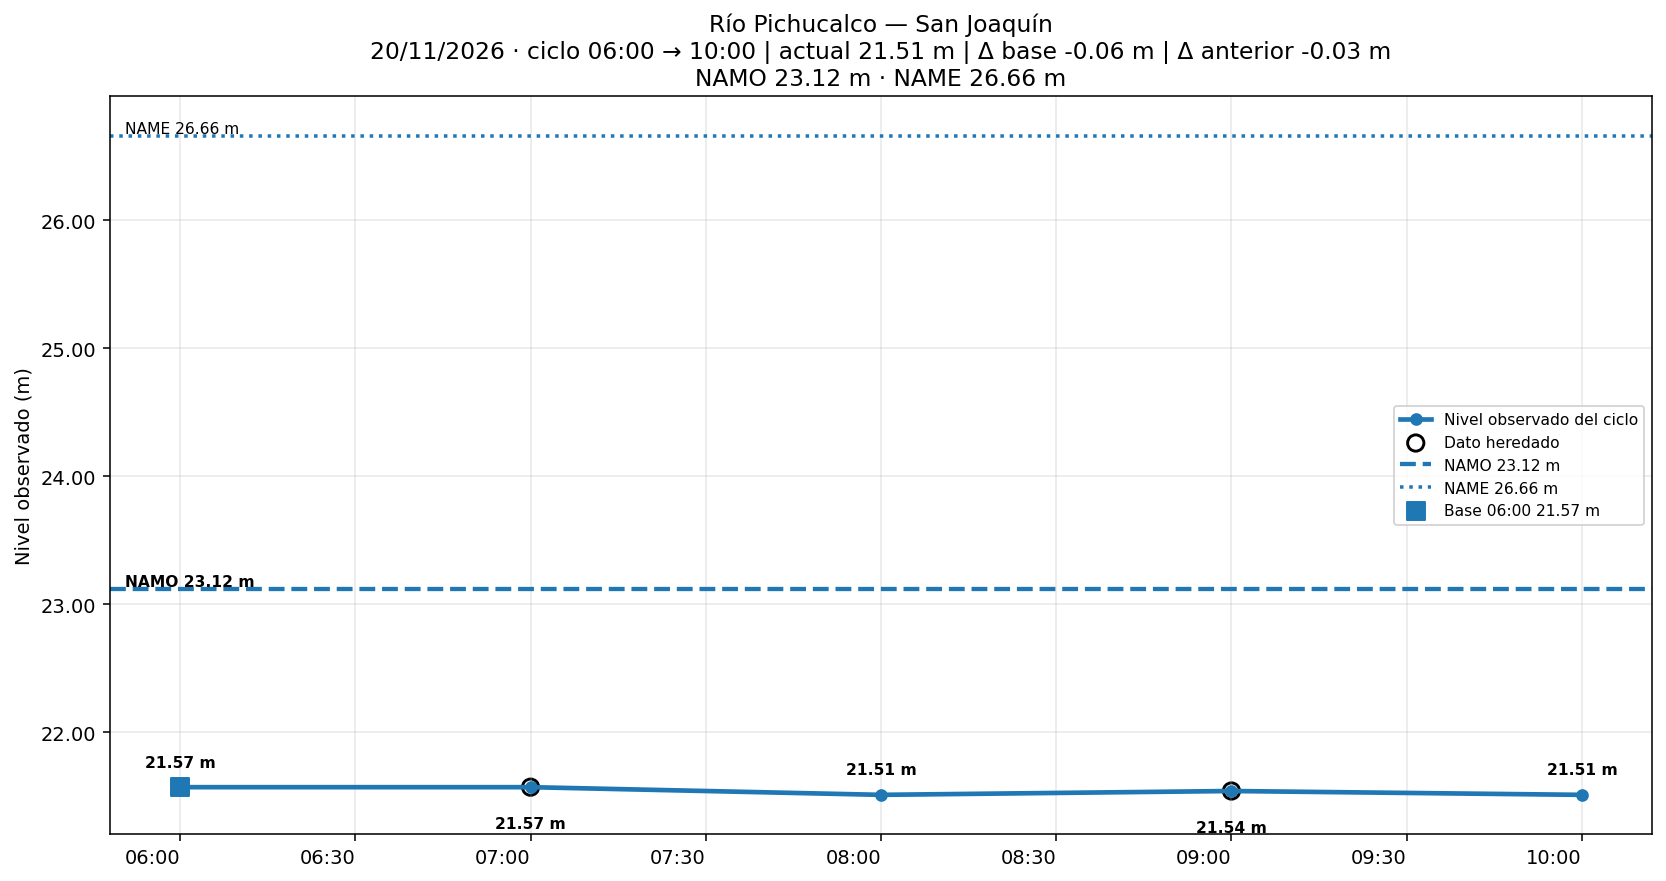 Río Pichucalco — San Joaquín
20/11/2026 · ciclo 06:00 → 10:00 | actual 21.51 m | Δ base -0.06 m | Δ anterior -0.03 m
NAMO 23.12 m · NAME 26.66 m
NAME 26.66 m
26.00
25.00
24.00
23.00
22.00
Nivel observado (m)
Nivel observado del ciclo
Dato heredado
NAMO 23.12 m
NAME 26.66 m
Base 06:00 21.57 m
NAMO 23.12 m
21.57 m
21.57 m
21.51 m
21.54 m
21.51 m
06:00
06:30
07:00
07:30
08:00
08:30
09:00
09:30
10:00